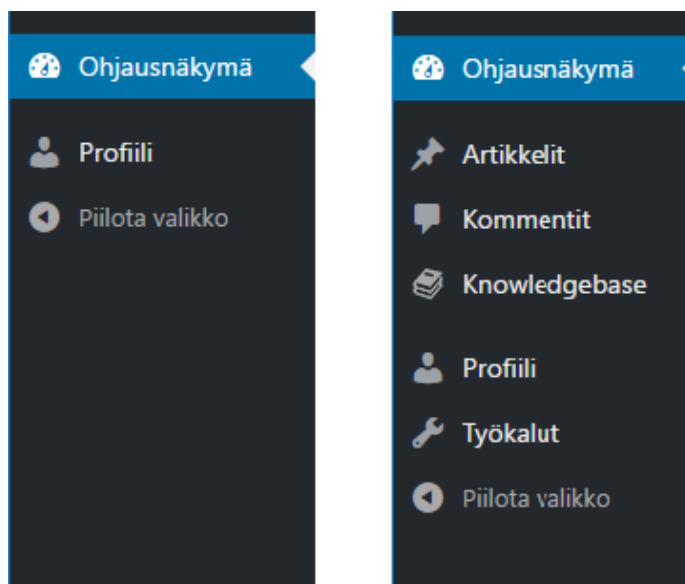 Ohjausnäkymä
Profiili
Piilota valikko
Ohjausnäkymä
Artikkelit
Kommentit
Knowledgebase
Profiili
Työkalut
Piilota valikko